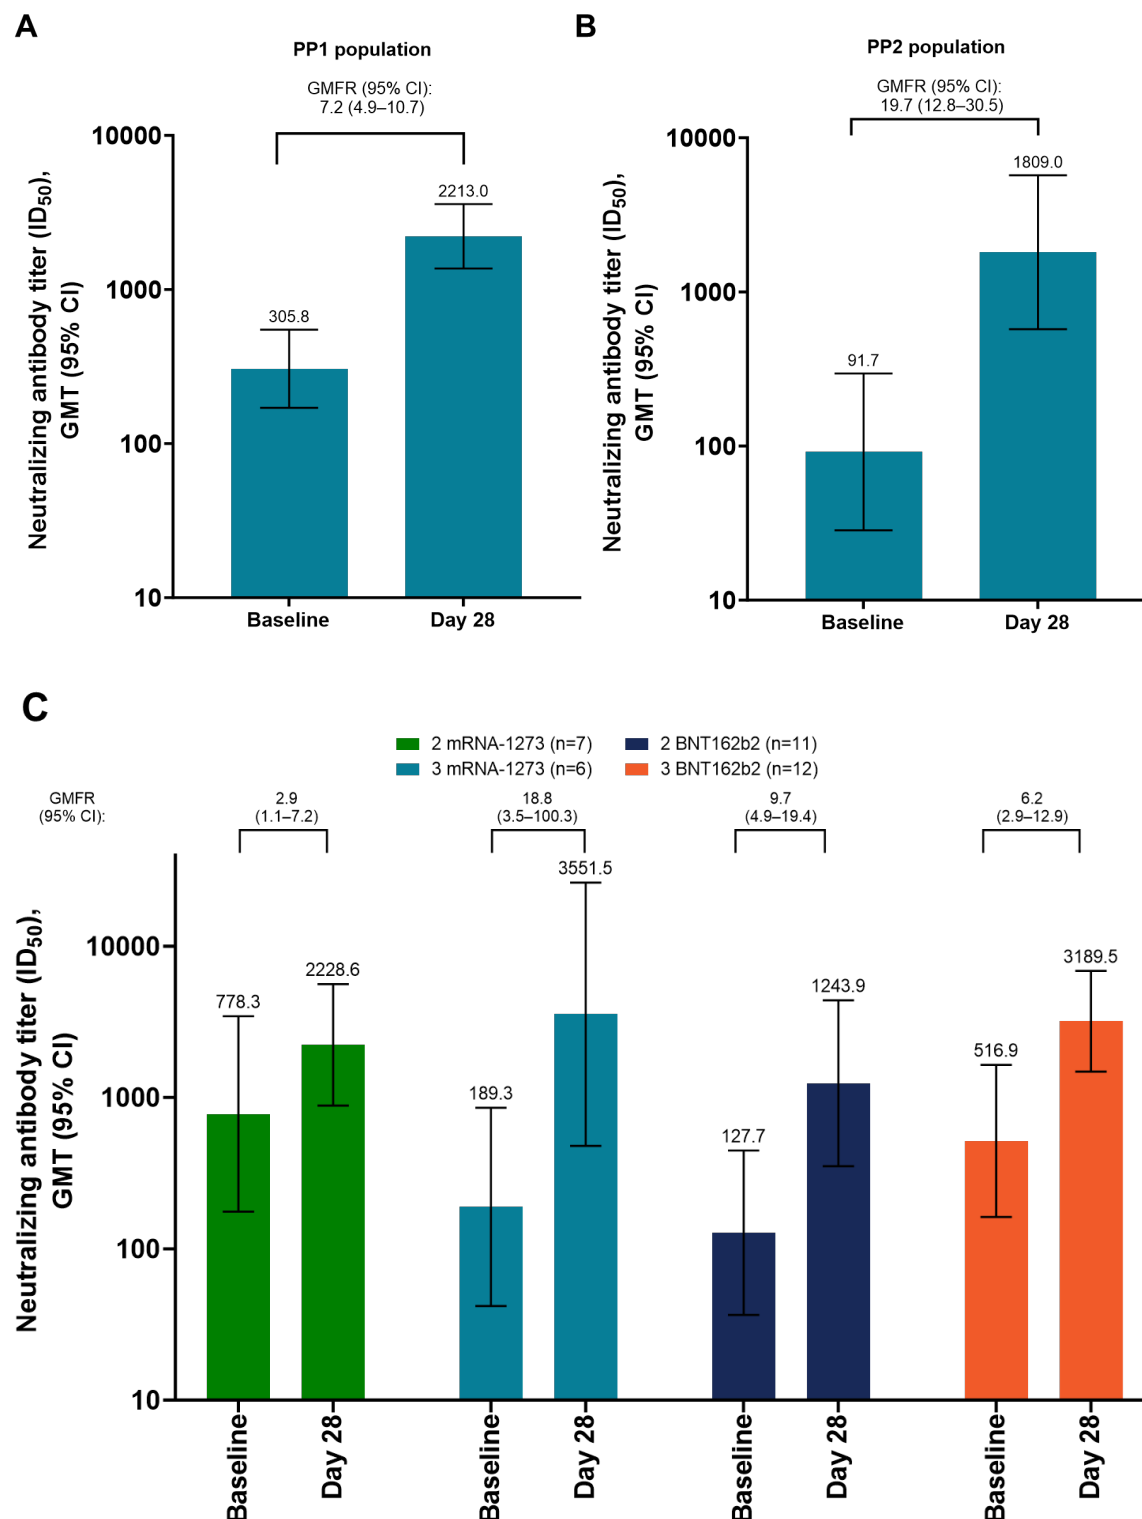 A
PP1 population
GMFR (95% CI):
7.2 (4.9–10.7)
Neutralizing antibody titer (ID50),
GMT (95% CI)
10000
1000
100
10
305.8
2213.0
Baseline
Day 28
B
PP2 population
GMFR (95% CI):
19.7 (12.8–30.5)
Neutralizing antibody titer (ID50),
GMT (95% CI)
10000
1000
100
10
91.7
1809.0
Baseline
Day 28
C
2 mRNA-1273 (n=7)
2 BNT162b2 (n=11)
3 mRNA-1273 (n=6)
3 BNT162b2 (n=12)
GMFR
(95% CI):
2.9
(1.1–7.2)
18.8
(3.5–100.3)
9.7
(4.9–19.4)
6.2
(2.9–12.9)
Neutralizing antibody titer (ID50),
GMT (95% CI)
10000
1000
100
10
778.3
2228.6
189.3
3551.5
127.7
1243.9
516.9
3189.5
Baseline
Day 28
Baseline
Day 28
Baseline
Day 28
Baseline
Day 28